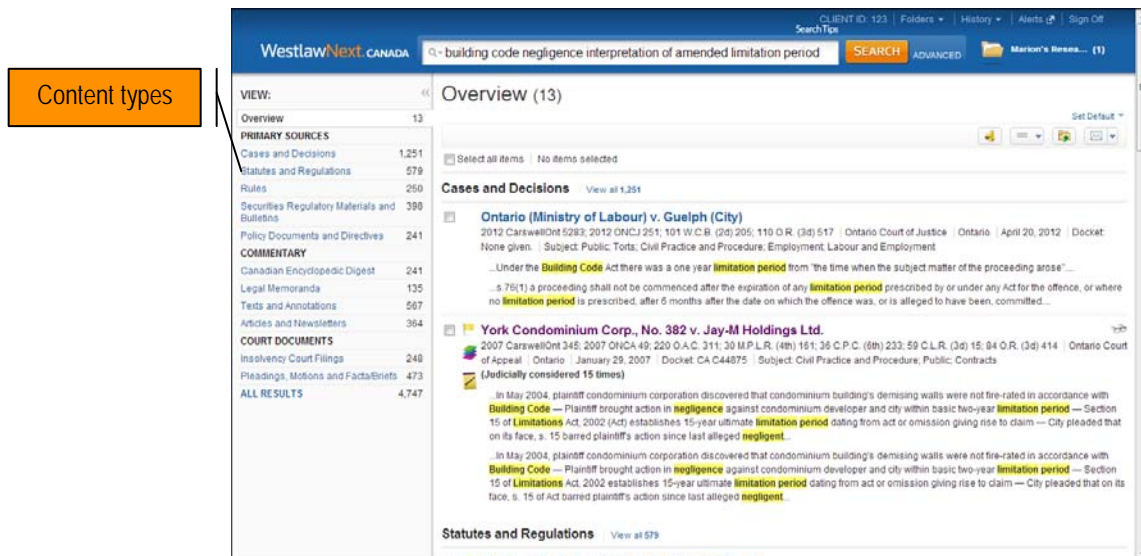 CLIENT ID: 123 | Folders | History | Alerts | Sign Off
Search Tips
WestlawNext. CANADA
building code negligence interpretation of amended limitation period
SEARCH
ADVANCED
Marion's Resea... (1)
Content types
VIEW:
Overview 13
PRIMARY SOURCES
Cases and Decisions 1,251
Statutes and Regulations 579
Rules 250
Securities Regulatory Materials and 398
Bulletins
Policy Documents and Directives 241
COMMENTARY
Canadian Encyclopedic Digest 241
Legal Memoranda 135
Texts and Annotations 567
Articles and Newsletters 364
COURT DOCUMENTS
Insolvency Court Filings 248
Pleadings, Motions and Facta/Briefs 473
ALL RESULTS 4,747
Overview (13)
Set Default
Select all items | No items selected
Cases and Decisions View all 1,251
Ontario (Ministry of Labour) v. Guelph (City)
2012 CarswellOnt 5283; 2012 ONCJ 251; 101 W.C.B. (2d) 205; 110 O.R. (3d) 517 | Ontario Court of Justice | Ontario | April 20, 2012 | Docket:
None given. | Subject: Public; Torts; Civil Practice and Procedure; Employment; Labour and Employment
...Under the Building Code Act there was a one year limitation period from "the time when the subject matter of the proceeding arose"....
...s.76(1) a proceeding shall not be commenced after the expiration of any limitation period prescribed by or under any Act for the offence, or where
no limitation period is prescribed, after 6 months after the date on which the offence was, or is alleged to have been, committed....
York Condominium Corp., No. 382 v. Jay-M Holdings Ltd.
2007 CarswellOnt 345; 2007 ONCA 49; 220 O.A.C. 311; 30 M.P.L.R. (4th) 161; 36 C.P.C. (6th) 233; 59 C.L.R. (3d) 15; 84 O.R. (3d) 414 | Ontario Court
of Appeal | Ontario | January 29, 2007 | Docket: CA C44875 | Subject: Civil Practice and Procedure; Public; Contracts
(Judicially considered 15 times)
...In May 2004, plaintiff condominium corporation discovered that condominium building's demising walls were not fire-rated in accordance with
Building Code — Plaintiff brought action in negligence against condominium developer and city within basic two-year limitation period — Section
15 of Limitations Act, 2002 (Act) establishes 15-year ultimate limitation period dating from act or omission giving rise to claim — City pleaded that
on its face, s. 15 barred plaintiff's action since last alleged negligent...
...In May 2004, plaintiff condominium corporation discovered that condominium building's demising walls were not fire-rated in accordance with
Building Code — Plaintiff brought action in negligence against condominium developer and city within basic two-year limitation period — Section
15 of Limitations Act, 2002 establishes 15-year ultimate limitation period dating from act or omission giving rise to claim — City pleaded that on its
face, s. 15 of Act barred plaintiff's action since last alleged negligent...
Statutes and Regulations View all 579